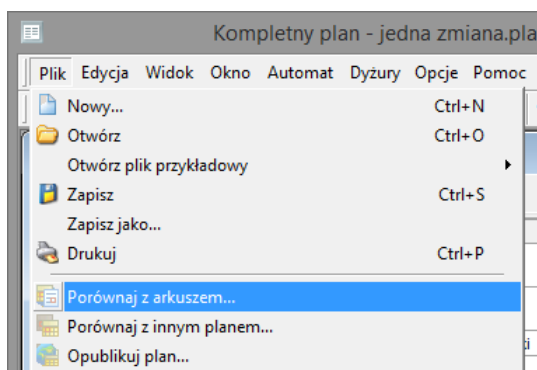 Kompletny plan - jedna zmiana.pla
Plik Edycja Widok Okno Automat Dyżury Opcje Pomoc
Nowy... Ctrl+N
Otwórz Ctrl+O
Otwórz plik przykładowy
Zapisz Ctrl+S
Zapisz jako...
Drukuj Ctrl+P
Porównaj z arkuszem...
Porównaj z innym planem...
Opublikuj plan...